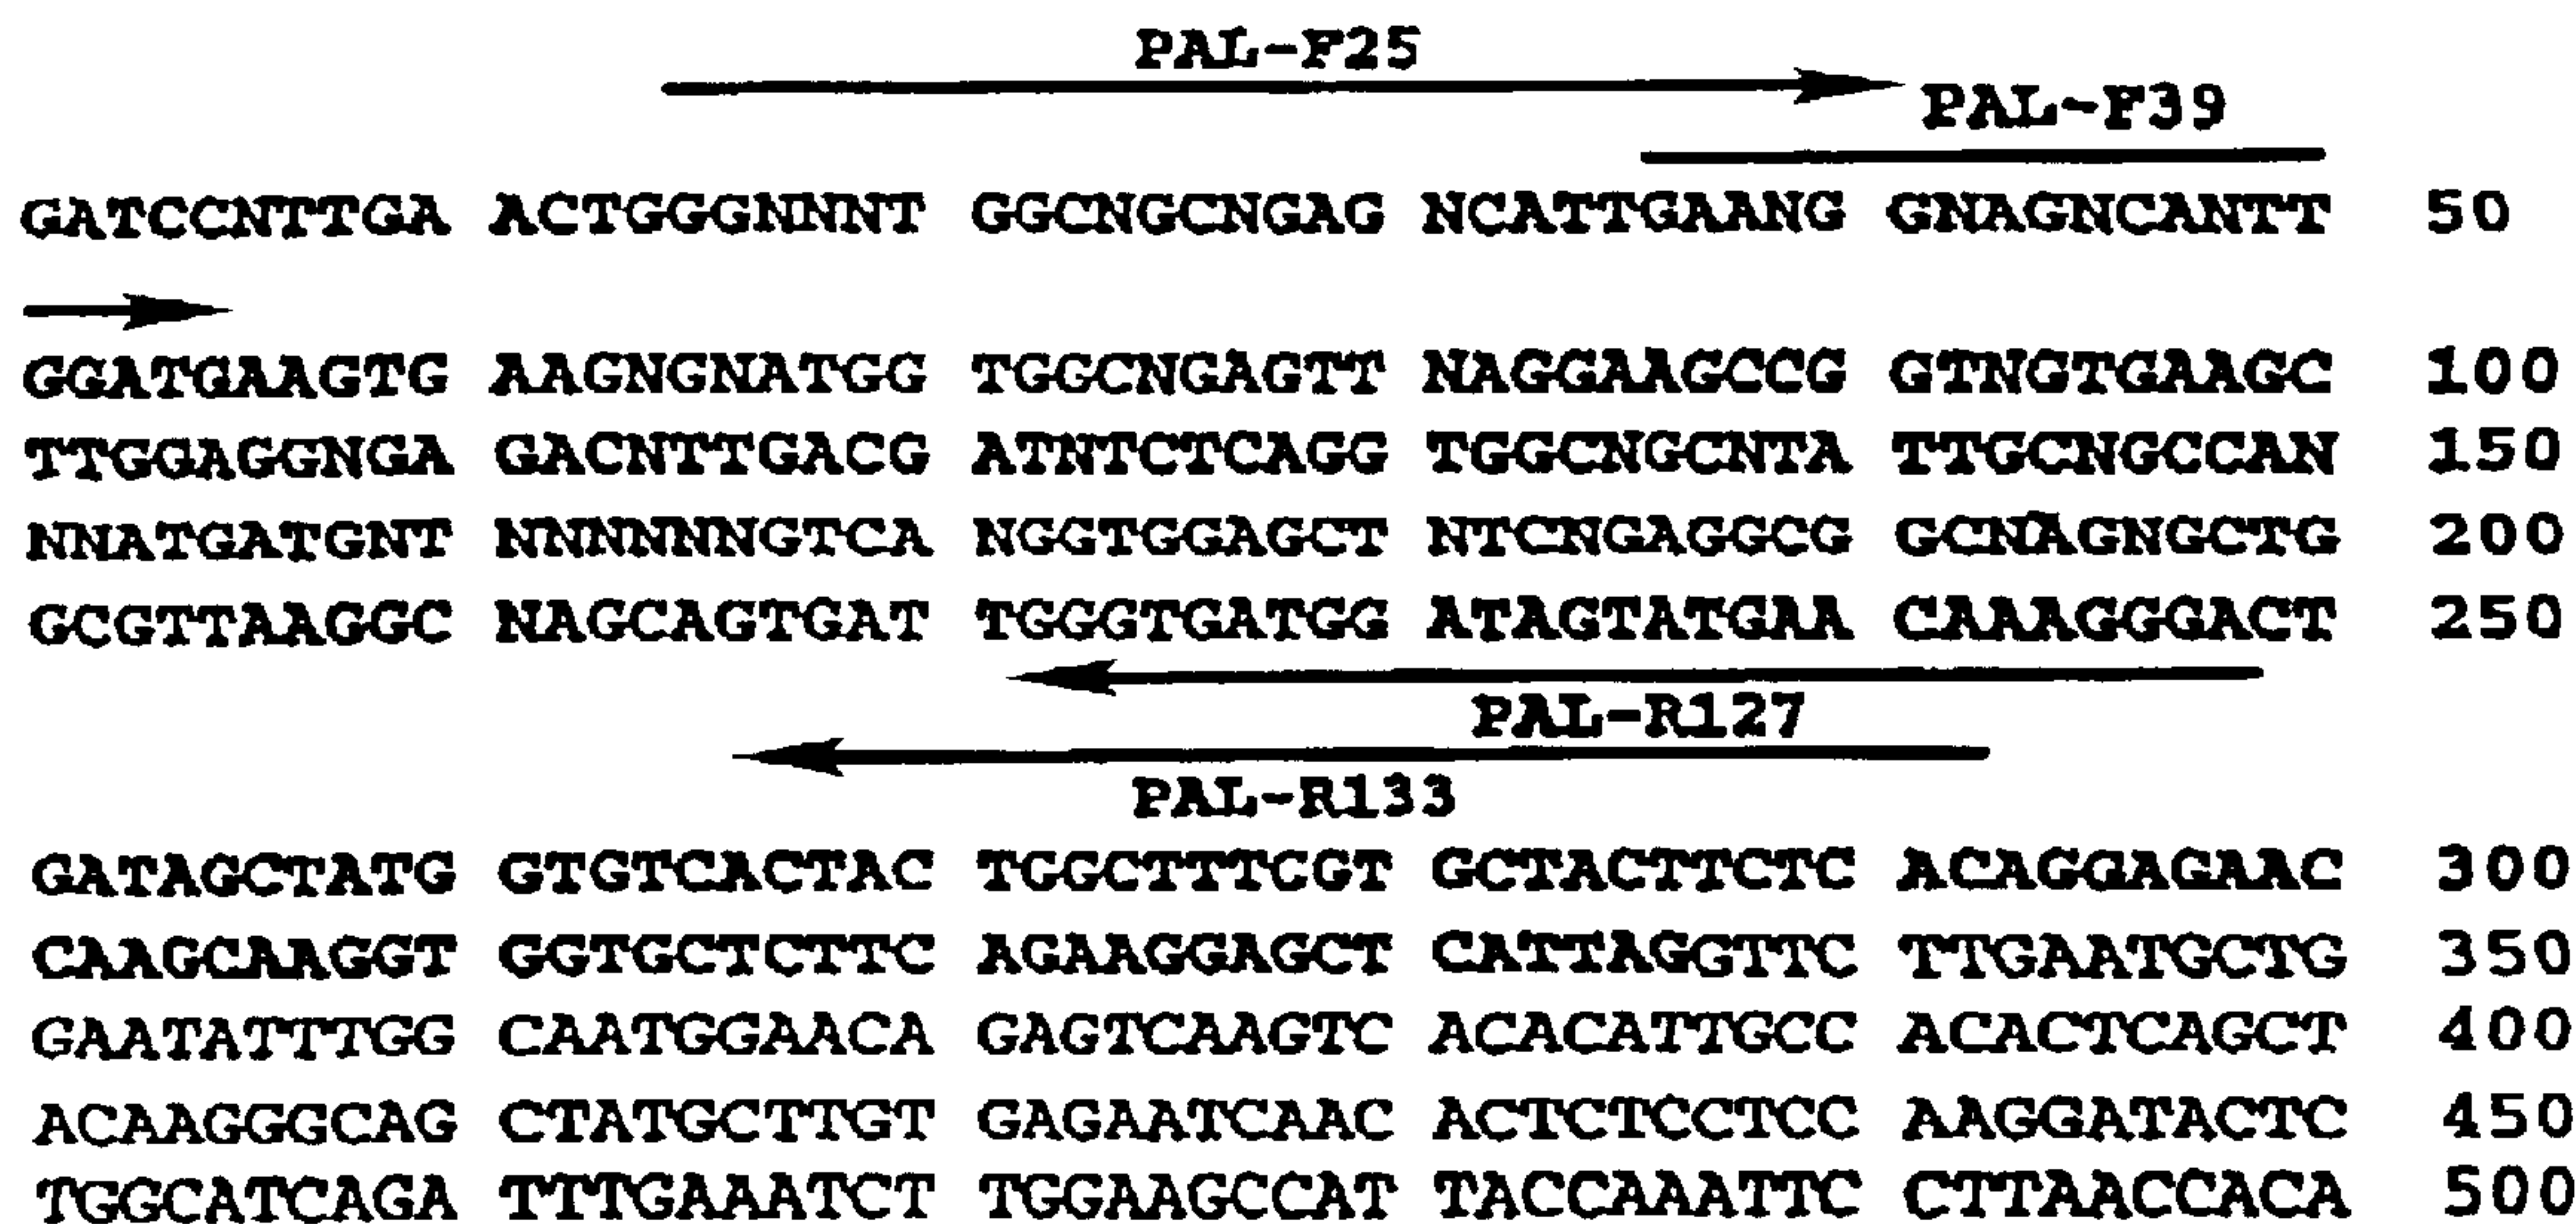 PAL-F25
PAL-F39
GATCCNTTGA ACTGGGNNNT GGCNGCNGAG NCATTGAANG GNAGNCANTT 50
GGATGAAGTG AAGNGNATGG TGGCNGAGTT NAGGAAGCCG GTNGTGAAGC 100
TTGGAGGNGA GACNTTGACG ATNTCTCAGG TGGCNGCNTA TTGCNGCCAN 150
NNATGATGNT NNNNNNGTCA NGGTGGAGCT NTCNGAGGCG GCNAGNGCTG 200
GCGTTAAGGC NAGCAGTGAT TGGGTGATGG ATAGTATGAA CAAAGGGACT 250
PAL-R127
PAL-R133
GATAGCTATG GTGTCACTAC TGGCTTTCGT GCTACTTCTC ACAGGAGAAC 300
CAAGCAAGGT GGTGCTCTTC AGAAGGAGCT CATTAGGTTC TTGAATGCTG 350
GAATATTTGG CAATGGAACA GAGTCAAGTC ACACATTGCC ACACTCAGCT 400
ACAAGGGCAG CTATGCTTGT GAGAATCAAC ACTCTCCTCC AAGGATACTC 450
TGGCATCAGA TTTGAAATCT TGGAAGCCAT TACCAAATTC CTTAACCACA 500